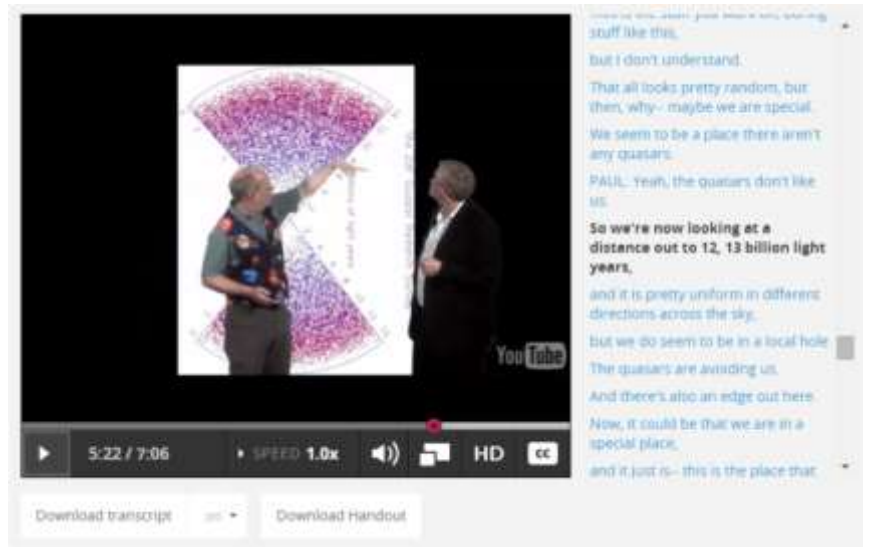 stuff like this,
but I don't understand.
That all looks pretty random, but
then, why-- maybe we are special.
We seem to be a place there aren't
any quasars.
PAUL: Yeah, the quasars don't like
us.
So we're now looking at a
distance out to 12, 13 billion light
years,
and it is pretty uniform in different
directions across the sky,
but we do seem to be in a local hole
The quasars are avoiding us.
And there's also an edge out here.
Now, it could be that we are in a
special place,
and it just is-- this is the place that
YouTube
5:22 / 7:06
SPEED 1.0x
HD
CC
Download transcript
Download Handout